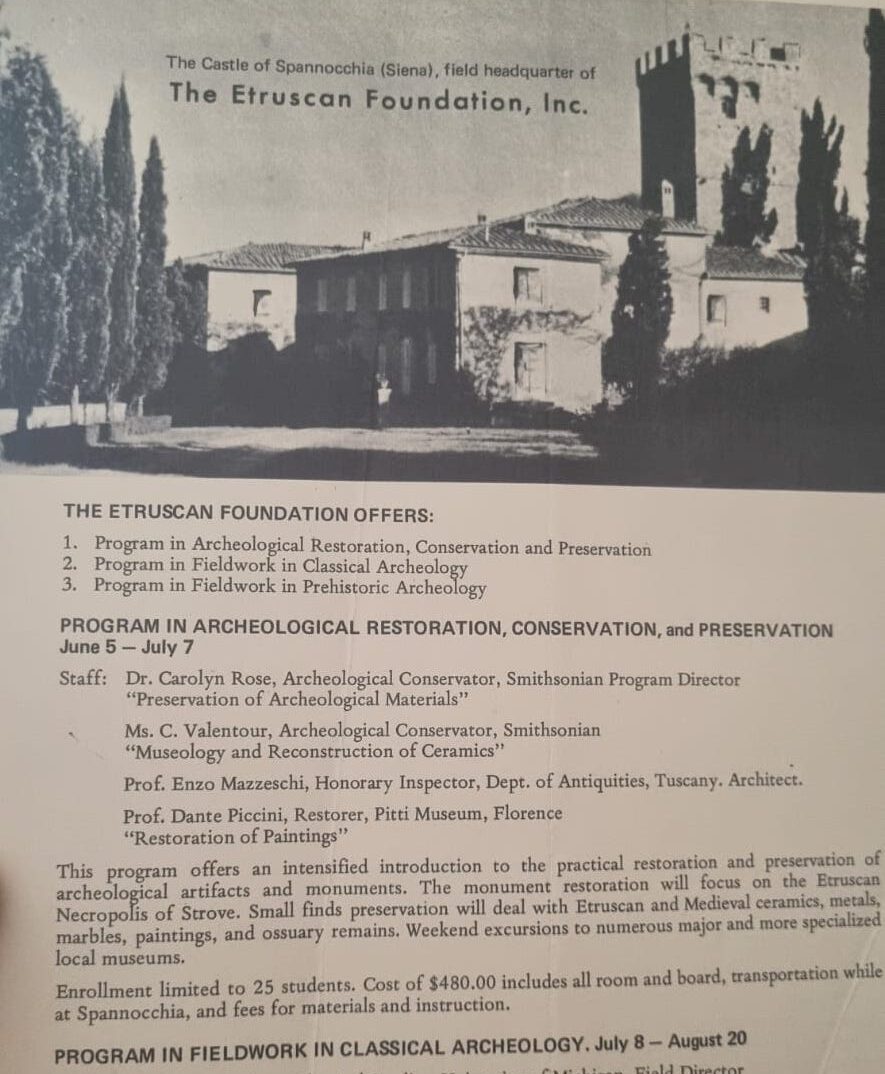 The Castle of Spannocchia (Siena), field headquarter of
The Etruscan Foundation, Inc.
THE ETRUSCAN FOUNDATION OFFERS:
1. Program in Archeological Restoration, Conservation and Preservation
2. Program in Fieldwork in Classical Archeology
3. Program in Fieldwork in Prehistoric Archeology
PROGRAM IN ARCHEOLOGICAL RESTORATION, CONSERVATION, and PRESERVATION
June 5 — July 7
Staff: Dr. Carolyn Rose, Archeological Conservator, Smithsonian Program Director
“Preservation of Archeological Materials”
Ms. C. Valentour, Archeological Conservator, Smithsonian
“Museology and Reconstruction of Ceramics”
Prof. Enzo Mazzeschi, Honorary Inspector, Dept. of Antiquities, Tuscany. Architect.
Prof. Dante Piccini, Restorer, Pitti Museum, Florence
“Restoration of Paintings”
This program offers an intensified introduction to the practical restoration and preservation of
archeological artifacts and monuments. The monument restoration will focus on the Etruscan
Necropolis of Strove. Small finds preservation will deal with Etruscan and Medieval ceramics, metals,
marbles, paintings, and ossuary remains. Weekend excursions to numerous major and more specialized
local museums.
Enrollment limited to 25 students. Cost of $480.00 includes all room and board, transportation while
at Spannocchia, and fees for materials and instruction.
PROGRAM IN FIELDWORK IN CLASSICAL ARCHEOLOGY. July 8 — August 20
Field Director